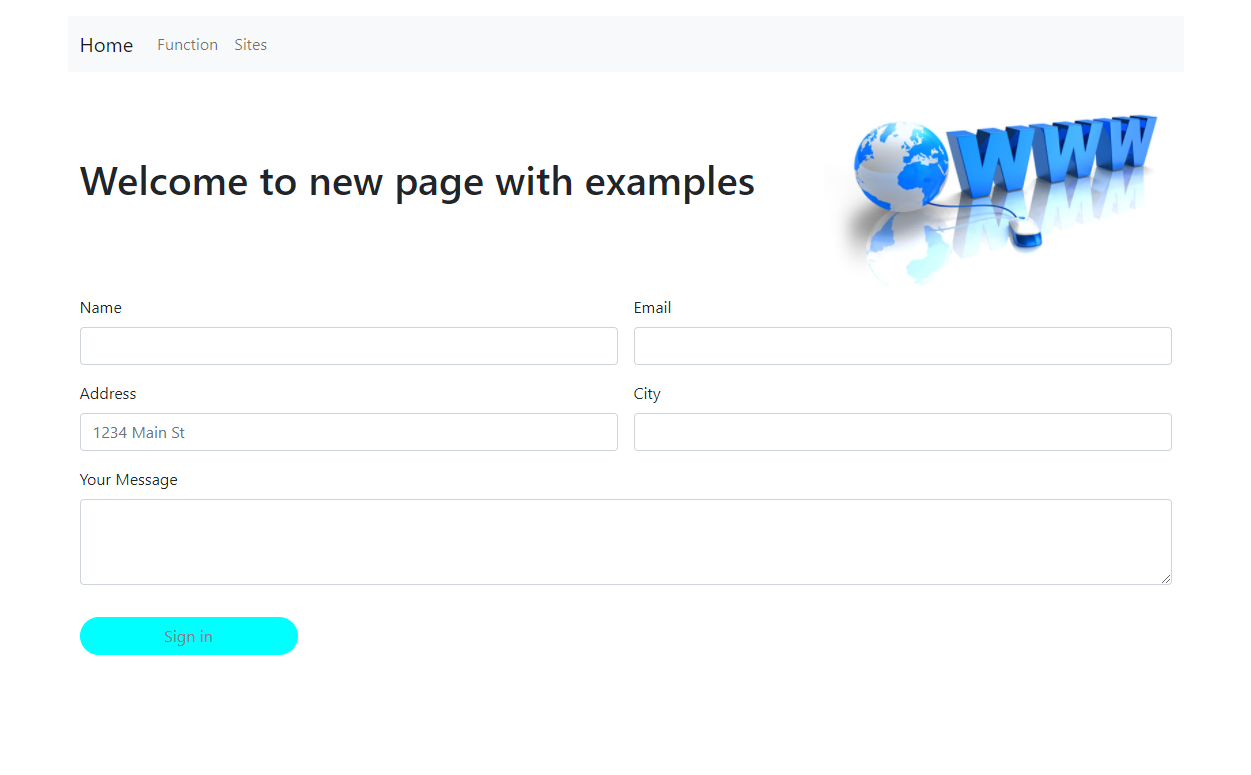 Home Function Sites
WWW
Welcome to new page with examples
Name Email
Address City
1234 Main St
Your Message
Sign in